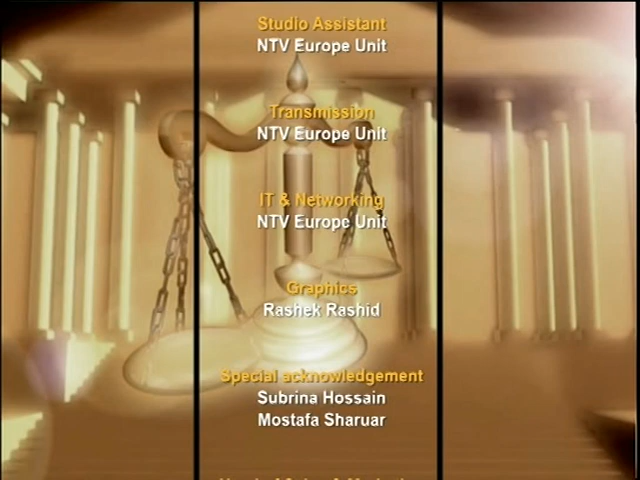 Studio Assistant
NTV Europe Unit
Transmission
NTV Europe Unit
IT & Networking
NTV Europe Unit
Graphics
Rashek Rashid
Special acknowledgement
Subrina Hossain
Mostafa Sharuar